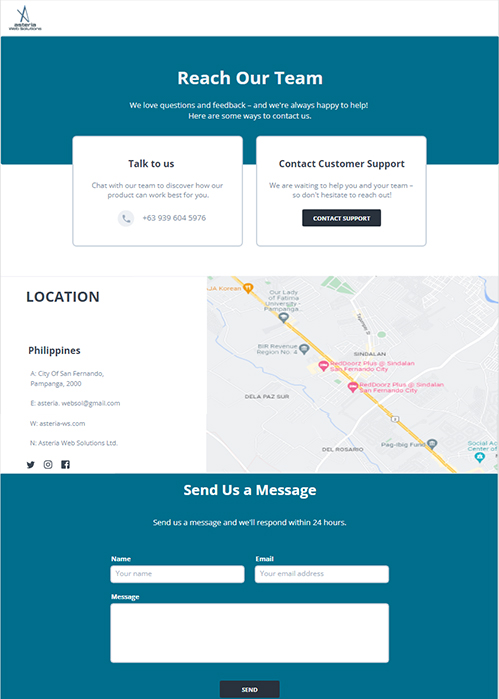 asteria
Web Solutions
Reach Our Team
We love questions and feedback – and we're always happy to help!
Here are some ways to contact us.
Talk to us
Chat with our team to discover how our
product can work best for you.
+63 939 604 5976
Contact Customer Support
We are waiting to help you and your team –
so don't hesitate to reach out!
CONTACT SUPPORT
LOCATION
Philippines
A: City Of San Fernando,
Pampanga, 2000
E: asteria. websol@gmail.com
W: asteria-ws.com
N: Asteria Web Solutions Ltd.
JA Korean
Our Lady
of Fatima
University -
Pampanga...
BIR Revenue
Region No. 4
SINDALAN
RedDoorz Plus @ Sindalan
San Fernando City
RedDoorz Plus @ Sindalan
San Fernando City
DELA PAZ SUR
DEL ROSARIO
Pag-ibig Fund
Social Ac
Center of
Send Us a Message
Send us a message and we'll respond within 24 hours.
Name
Email
Your name
Your email address
Message
SEND